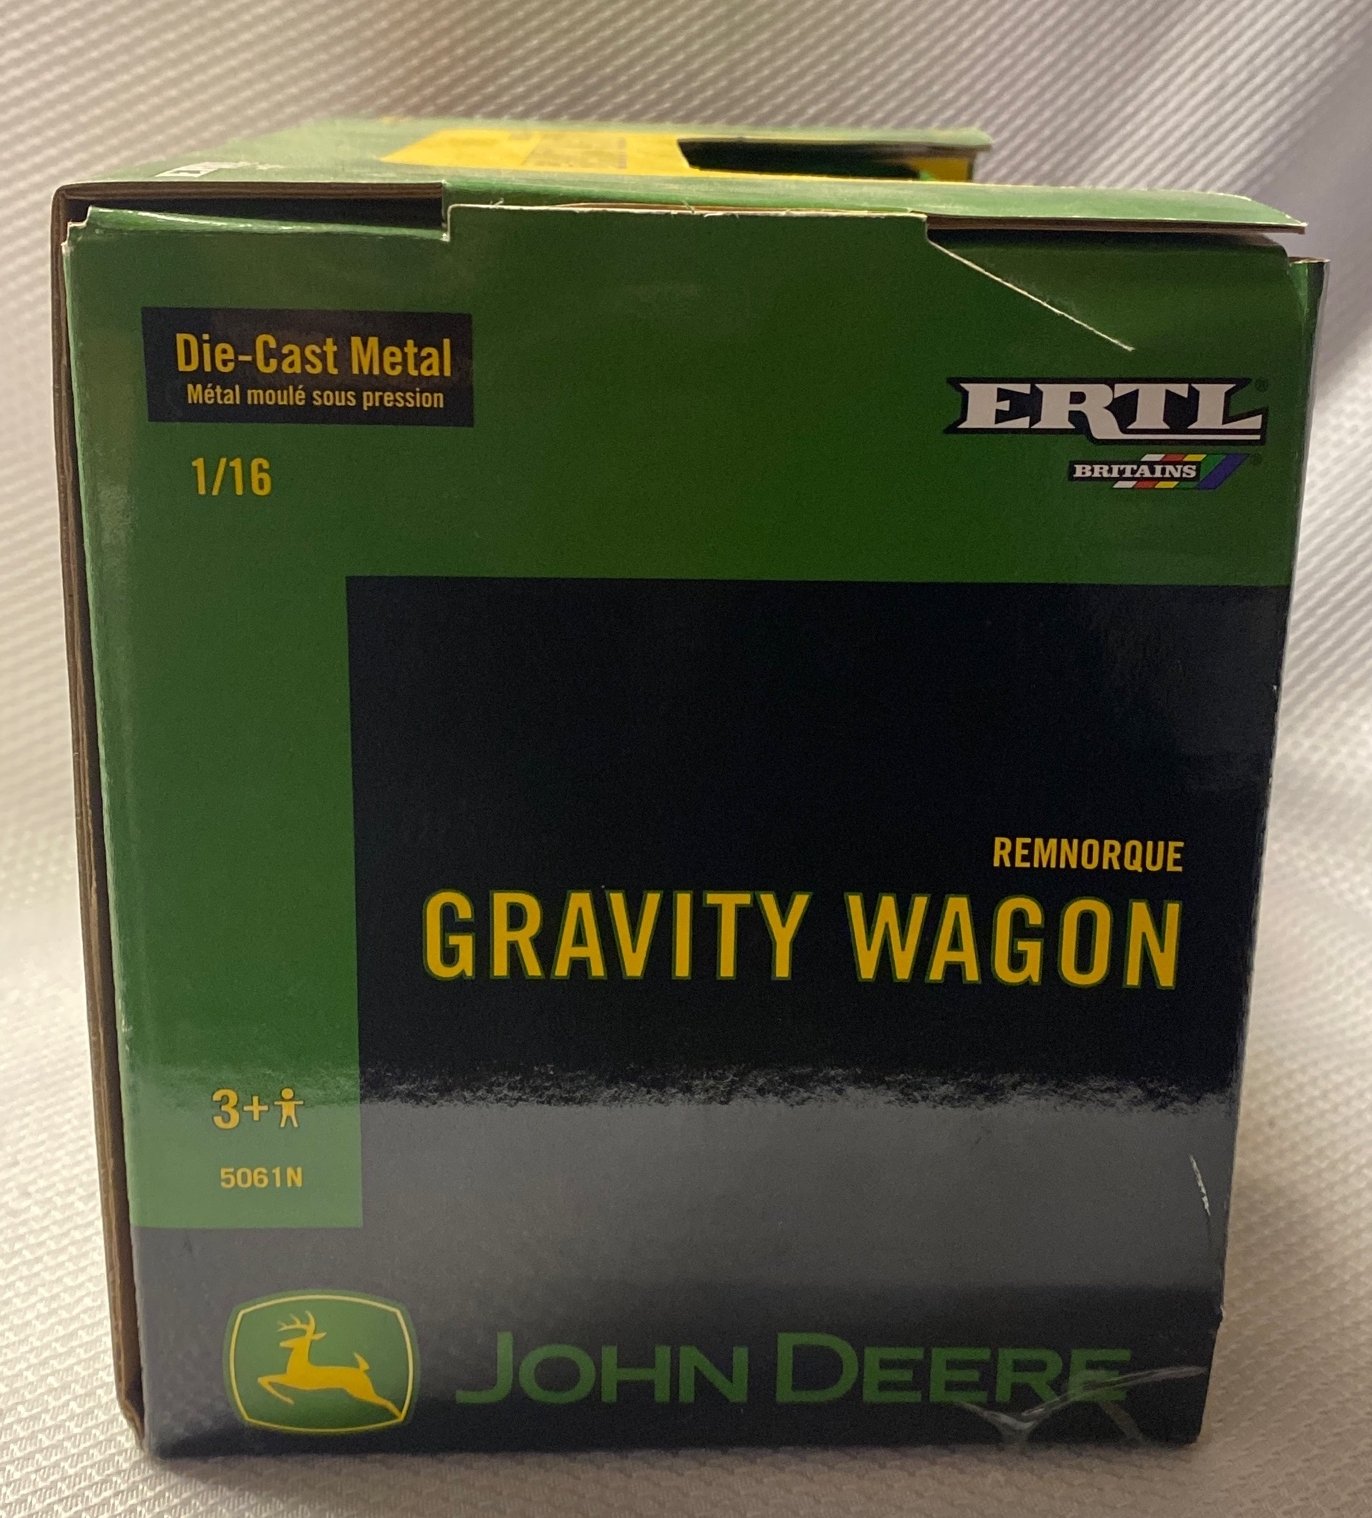 Die-Cast Metal
Métal moulé sous pression
1/16
ERTL®
BRITAINS®
REMNORQUE
GRAVITY WAGON
3+
5061N
JOHN DEERE